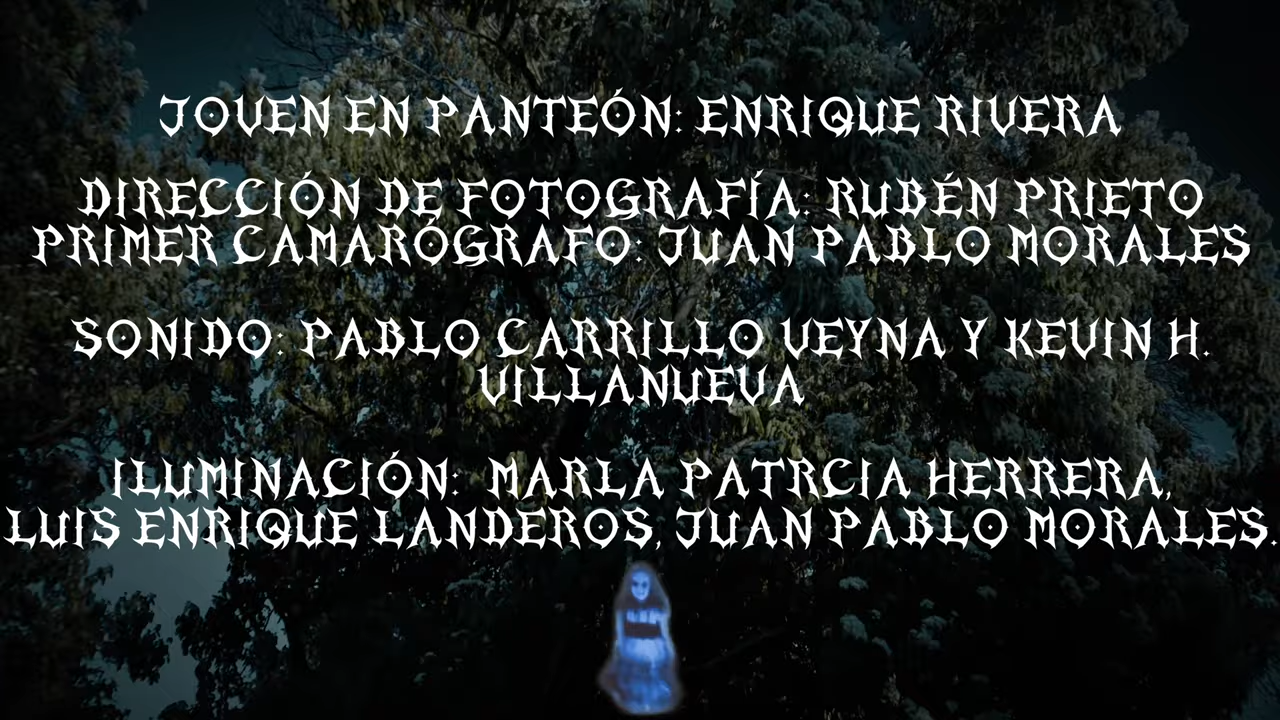 JOVEN EN PANTEÓN: ENRIQUE RIVERA
DIRECCIÓN DE FOTOGRAFÍA: RUBÉN PRIETO
PRIMER CAMARÓGRAFO: JUAN PABLO MORALES
SONIDO: PABLO CARRILLO VEYNA Y KEVIN H.
VILLANUEVA
ILUMINACIÓN: MARLA PATRCIA HERRERA,
LUIS ENRIQUE LANDEROS, JUAN PABLO MORALES.